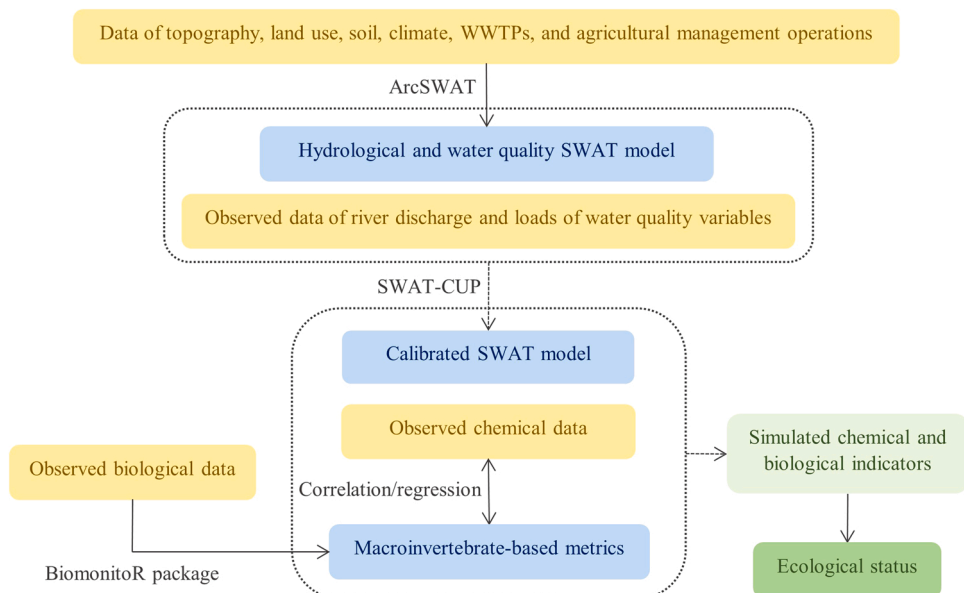 Data of topography, land use, soil, climate, WWTPs, and agricultural management operations
ArcSWAT
Hydrological and water quality SWAT model
Observed data of river discharge and loads of water quality variables
SWAT-CUP
Calibrated SWAT model
Observed chemical data
Simulated chemical and
biological indicators
Observed biological data
Correlation/regression
Macroinvertebrate-based metrics
BiomonitoR package
Ecological status